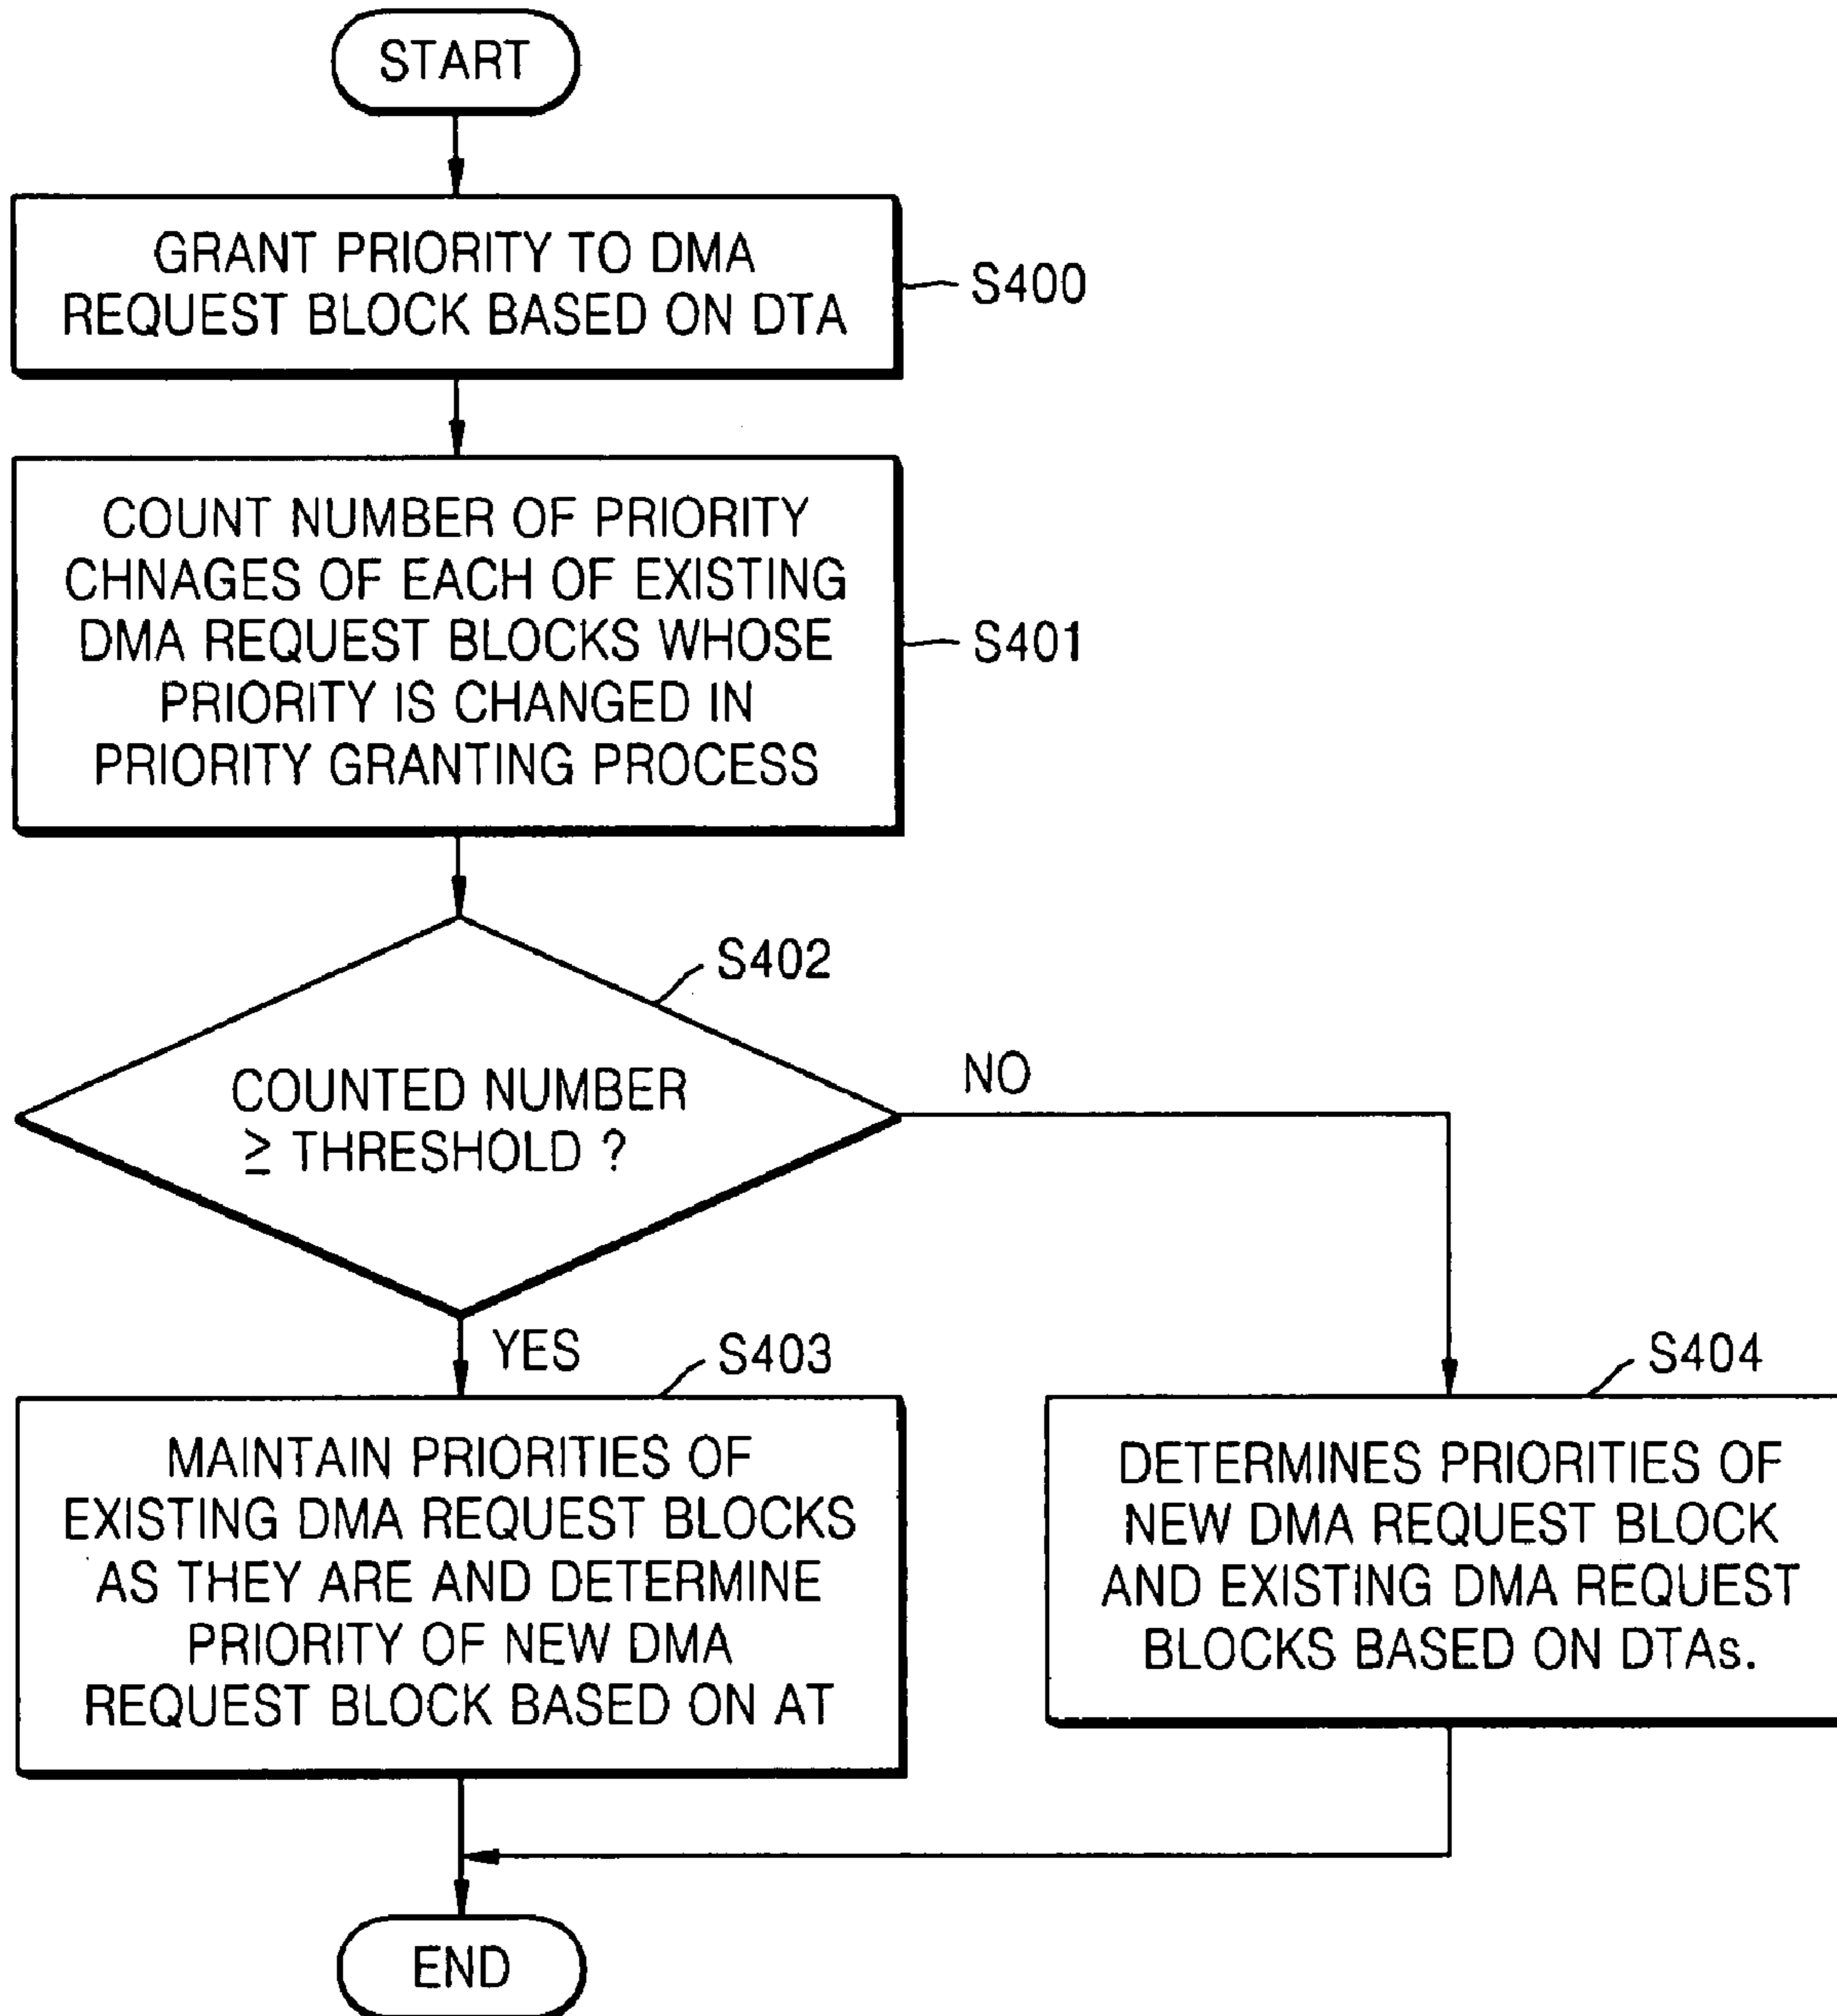 START
GRANT PRIORITY TO DMA
REQUEST BLOCK BASED ON DTA
S400
COUNT NUMBER OF PRIORITY
CHNAGES OF EACH OF EXISTING
DMA REQUEST BLOCKS WHOSE
PRIORITY IS CHANGED IN
PRIORITY GRANTING PROCESS
S401
S402
COUNTED NUMBER
≥ THRESHOLD ?
NO
YES
S403
MAINTAIN PRIORITIES OF
EXISTING DMA REQUEST BLOCKS
AS THEY ARE AND DETERMINE
PRIORITY OF NEW DMA
REQUEST BLOCK BASED ON AT
S404
DETERMINES PRIORITIES OF
NEW DMA REQUEST BLOCK
AND EXISTING DMA REQUEST
BLOCKS BASED ON DTAs.
END